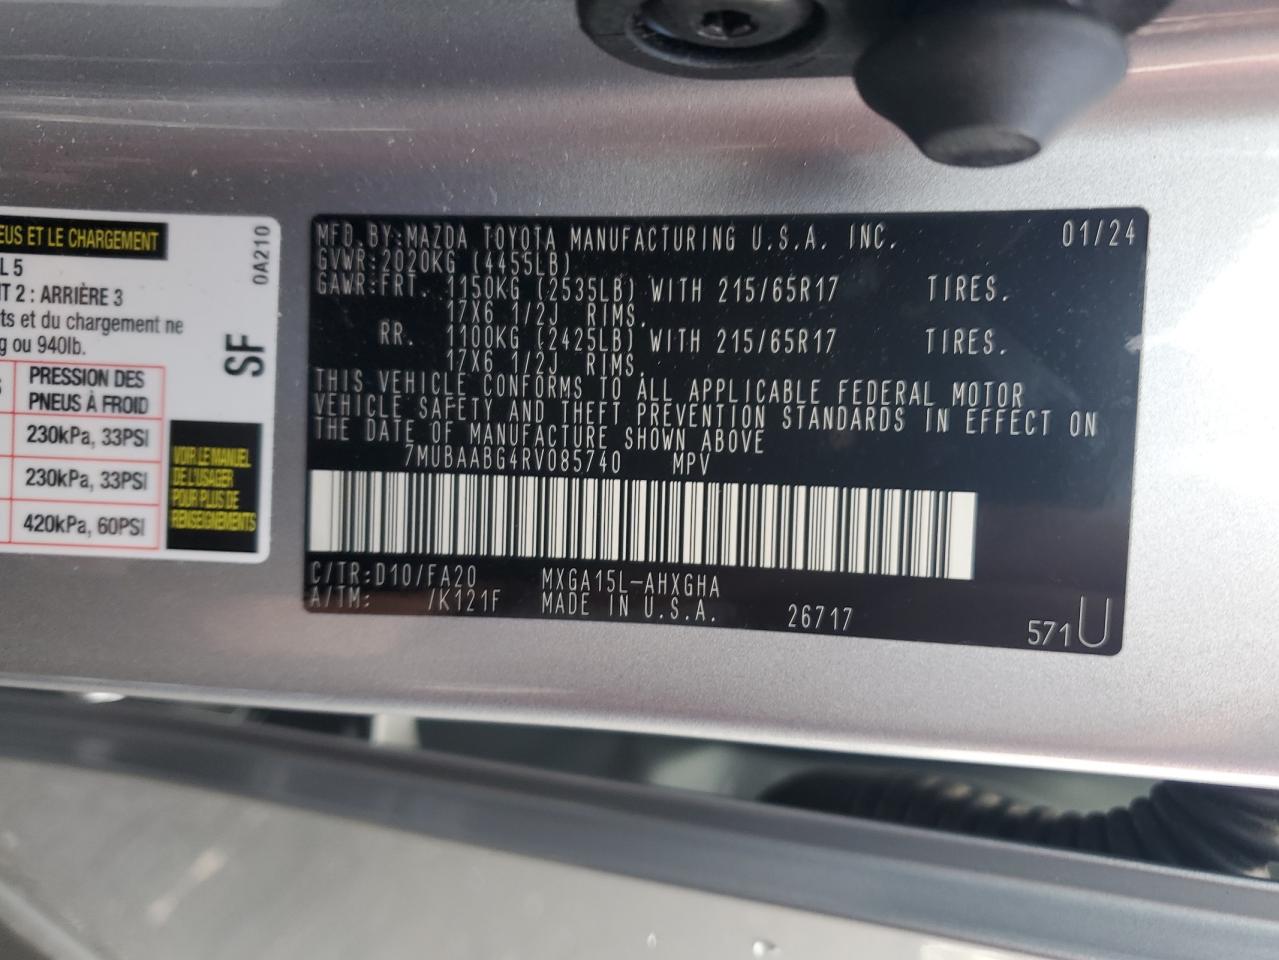 EUS ET LE CHARGEMENT
L 5
T 2 : ARRIÈRE 3
ts et du chargement ne
g ou 940lb.
PRESSION DES
PNEUS À FROID
230kPa, 33PSI
230kPa, 33PSI
420kPa, 60PSI
0A210
SF
VOIR LE MANUEL
DE L'USAGER
POUR PLUS DE
RENSEIGNEMENTS
MFD.BY:MAZDA TOYOTA MANUFACTURING U.S.A. INC. 01/24
GVWR:2020KG (4455LB)
GAWR:FRT. 1150KG (2535LB) WITH 215/65R17 TIRES.
17X6 1/2J RIMS.
RR. 1100KG (2425LB) WITH 215/65R17 TIRES.
17X6 1/2J RIMS.
THIS VEHICLE CONFORMS TO ALL APPLICABLE FEDERAL MOTOR
VEHICLE SAFETY AND THEFT PREVENTION STANDARDS IN EFFECT ON
THE DATE OF MANUFACTURE SHOWN ABOVE
7MUBAABG4RV085740 MPV
C/TR:D10/FA20 MXGA15L-AHXGHA
A/TM: /K121F MADE IN U.S.A. 26717
571U